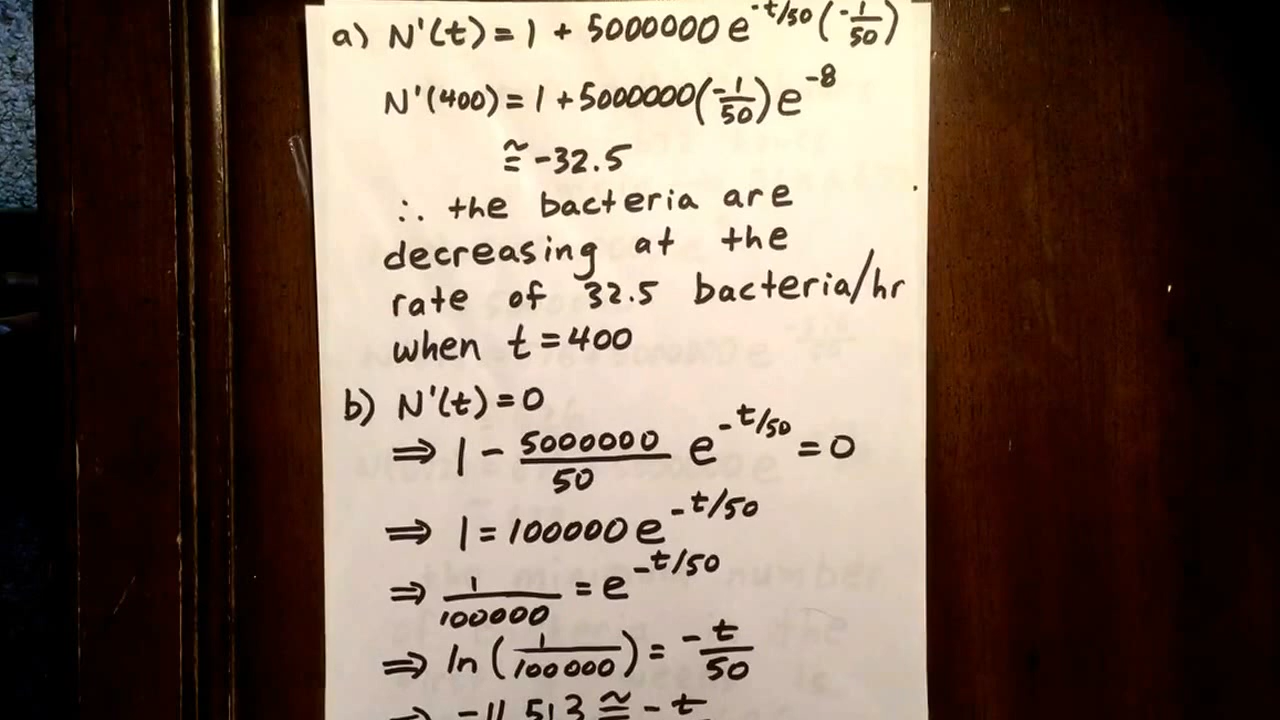 a) N'(t) = 1 + 5000000 e^{-t/50} (-1/50)
N'(400) = 1 + 5000000 (-1/50) e^{-8}
≅ -32.5
∴ the bacteria are
decreasing at the
rate of 32.5 bacteria/hr
when t = 400
b) N'(t) = 0
⇒ 1 - 5000000/50 e^{-t/50} = 0
⇒ 1 = 100000 e^{-t/50}
⇒ 1/100000 = e^{-t/50}
⇒ ln (1/100000) = -t/50
⇒ -11.513 ≅ -t